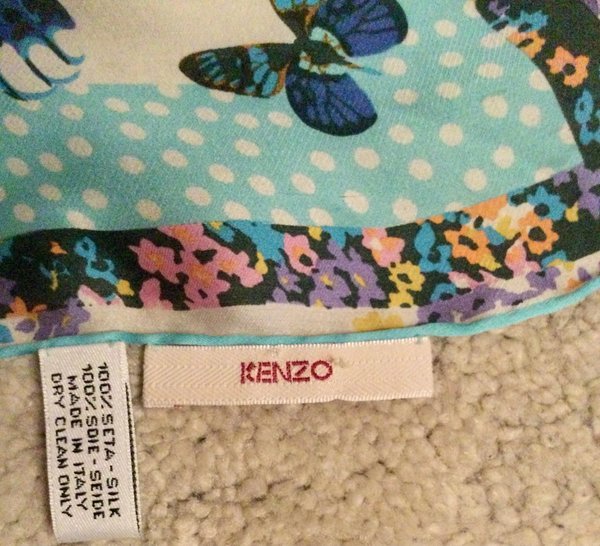 KENZO
100% SETA - SILK
100% SOIE - SEIDE
MADE IN ITALY
DRY CLEAN ONLY